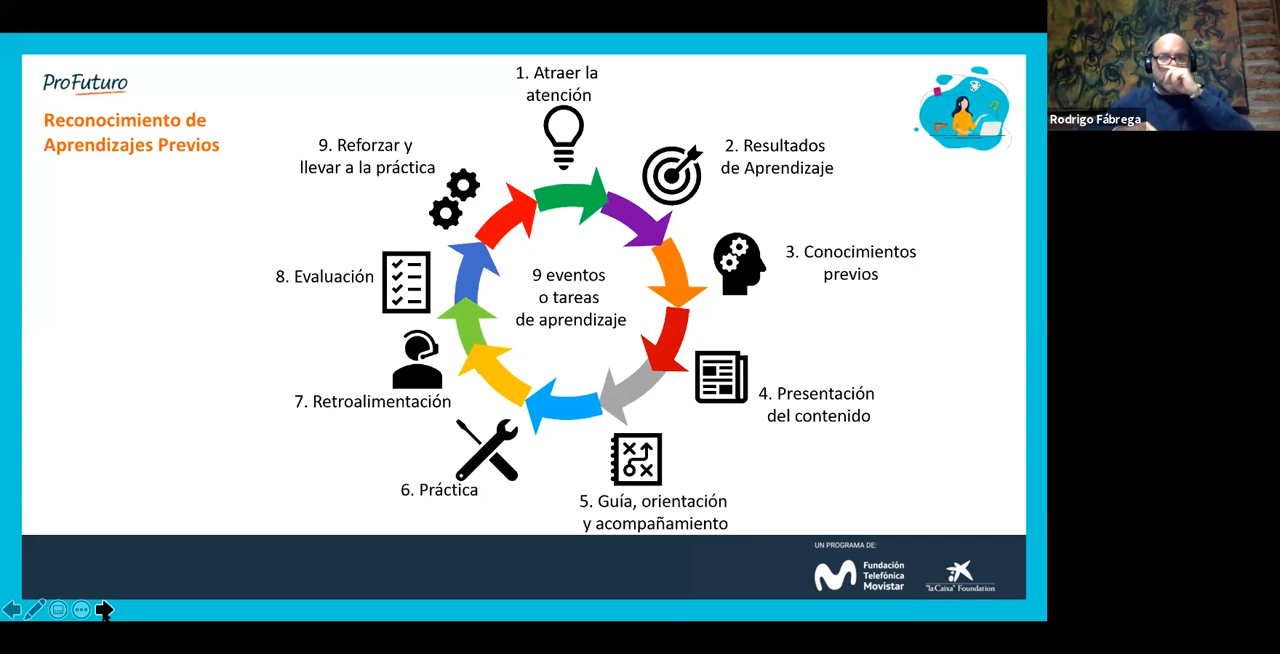 ProFuturo
Reconocimiento de
Aprendizajes Previos
1. Atraer la
atención
2. Resultados
de Aprendizaje
3. Conocimientos
previos
4. Presentación
del contenido
5. Guía, orientación
y acompañamiento
6. Práctica
7. Retroalimentación
8. Evaluación
9. Reforzar y
llevar a la práctica
9 eventos
o tareas
de aprendizaje
Rodrigo Fábrega
UN PROGRAMA DE:
Fundación
Telefónica
Movistar
"la Caixa" Foundation